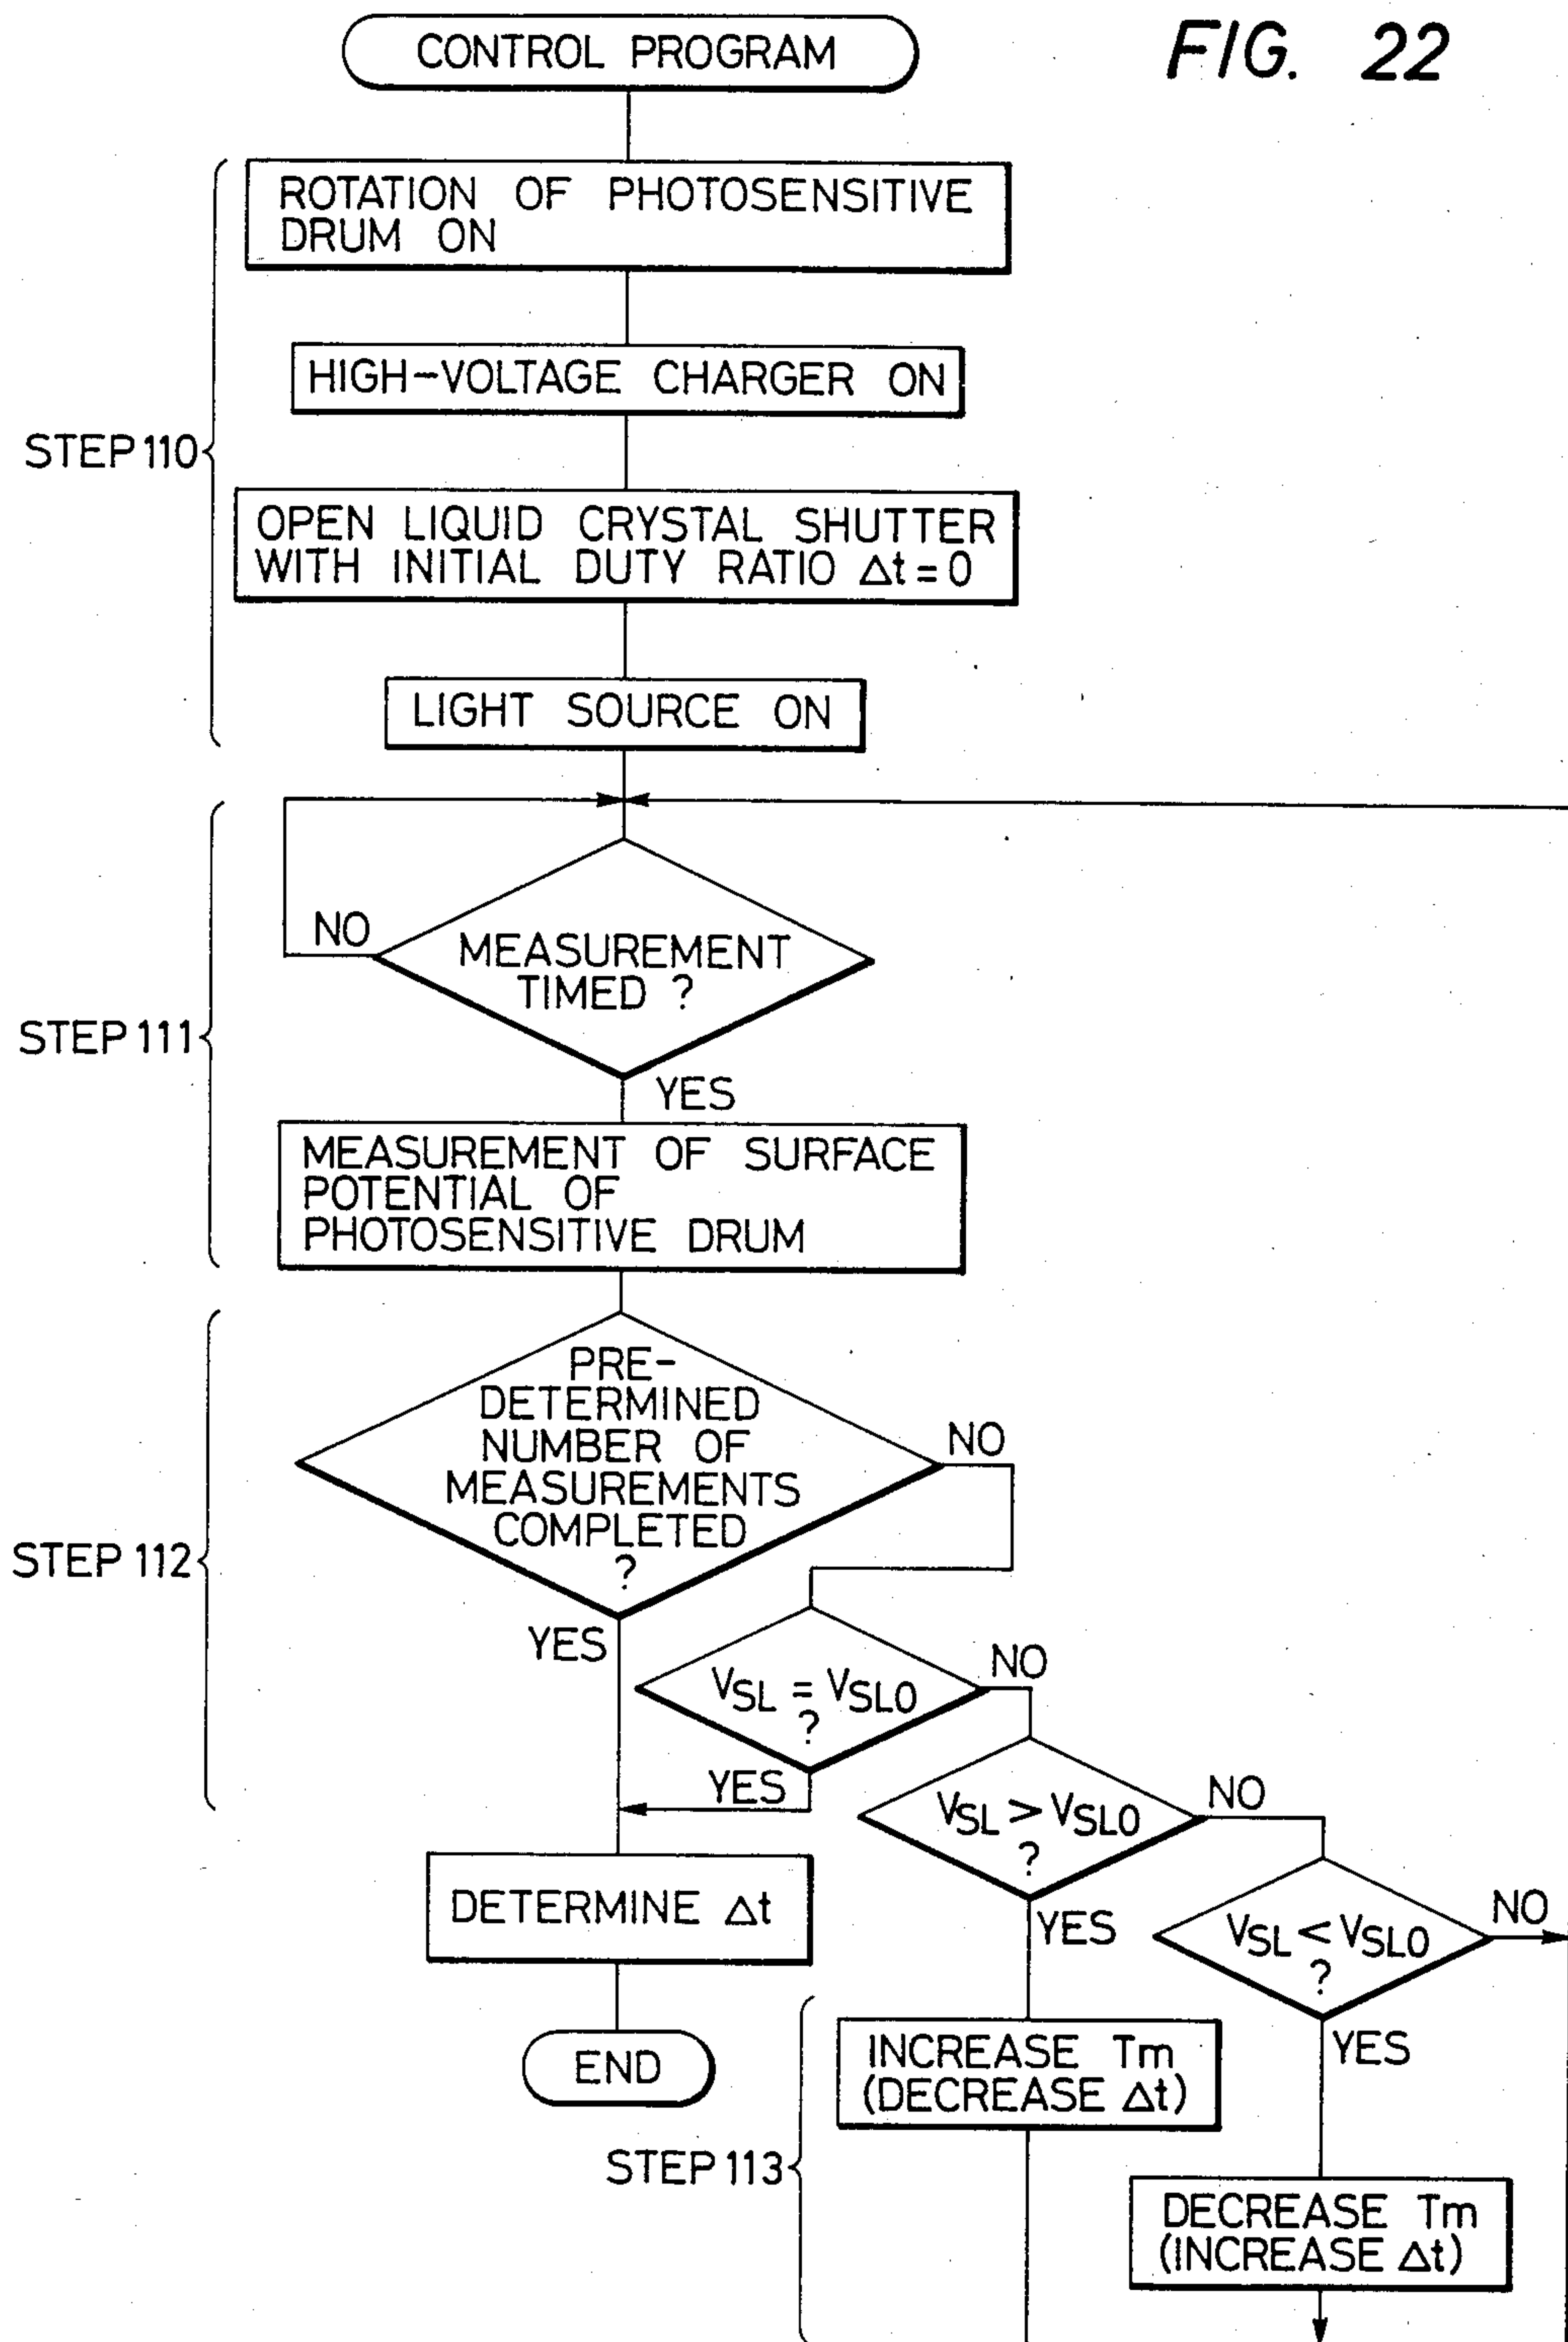 FIG. 22
CONTROL PROGRAM
ROTATION OF PHOTOSENSITIVE
DRUM ON
HIGH-VOLTAGE CHARGER ON
STEP 110
OPEN LIQUID CRYSTAL SHUTTER
WITH INITIAL DUTY RATIO Δt = 0
LIGHT SOURCE ON
NO
MEASUREMENT
TIMED ?
STEP 111
YES
MEASUREMENT OF SURFACE
POTENTIAL OF
PHOTOSENSITIVE DRUM
PRE-
DETERMINED
NUMBER OF
MEASUREMENTS
COMPLETED
?
NO
STEP 112
YES
VSL = VSLO
?
NO
YES
VSL > VSLO
?
NO
DETERMINE Δt
YES
VSL < VSLO
?
NO
END
INCREASE Tm
(DECREASE Δt)
YES
STEP 113
DECREASE Tm
(INCREASE Δt)